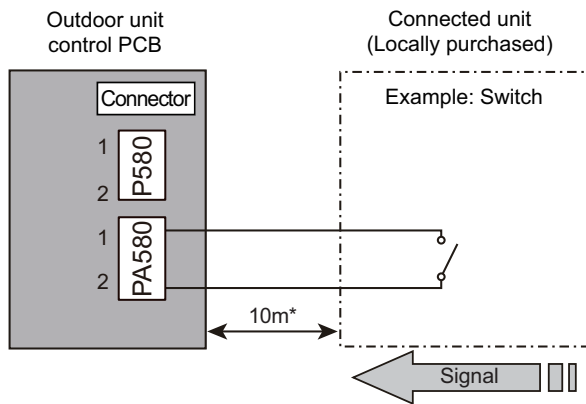 Outdoor unit
control PCB
Connected unit
(Locally purchased)
Connector
Example: Switch
1
2
P580
1
2
PA580
10m*
Signal